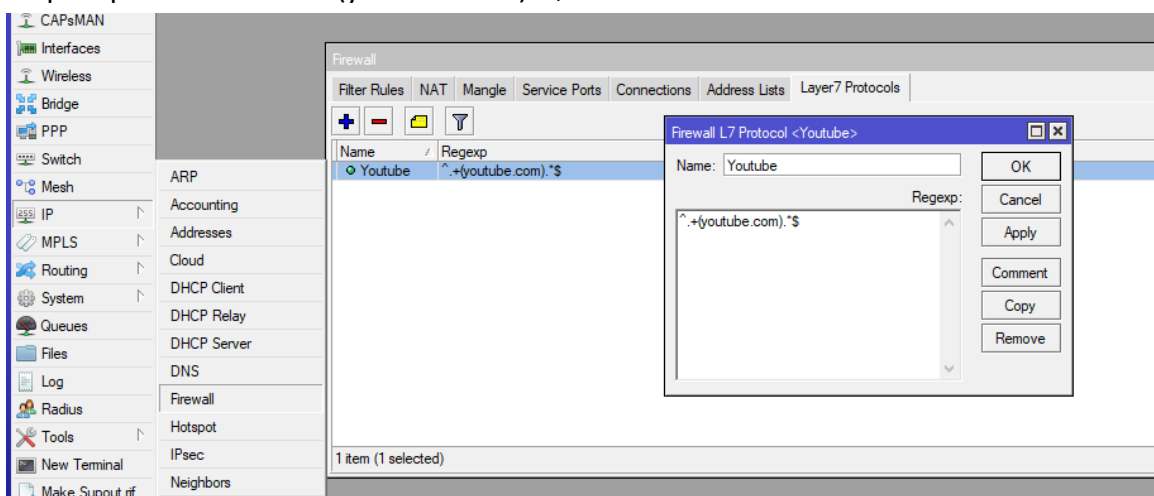 CAPsMAN
Interfaces
Wireless
Bridge
PPP
Switch
Mesh
IP
MPLS
Routing
System
Queues
Files
Log
Radius
Tools
New Terminal
Make Supout.rif
ARP
Accounting
Addresses
Cloud
DHCP Client
DHCP Relay
DHCP Server
DNS
Firewall
Hotspot
IPsec
Neighbors
Firewall
Filter Rules NAT Mangle Service Ports Connections Address Lists Layer7 Protocols
Name / Regexp
Youtube ^.+(youtube.com).*$
1 item (1 selected)
Firewall L7 Protocol <Youtube>
Name: Youtube
Regexp:
^.+(youtube.com).*$
OK
Cancel
Apply
Comment
Copy
Remove